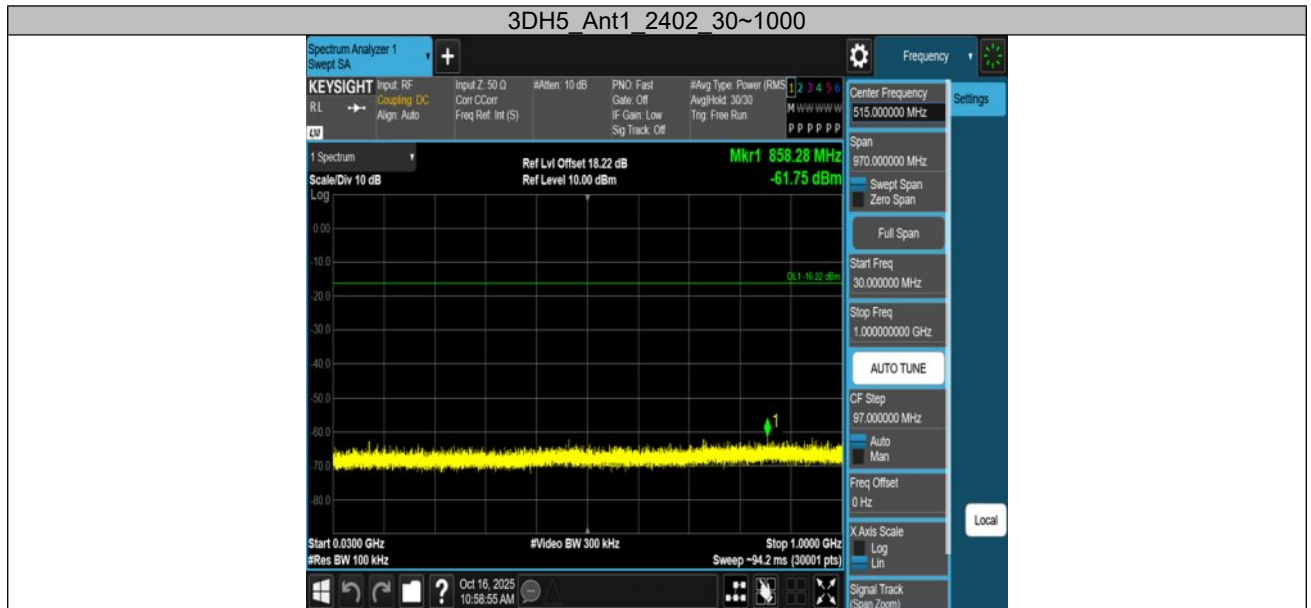 3DH5_Ant1_2402_30~1000
Spectrum Analyzer 1
Swept SA
+
Frequency
KEYSIGHT
RL
LXI
Input: RF
Coupling: DC
Align: Auto
Input Z: 50 Ω
Corr CCorr
Freq Ref: Int (S)
#Atten: 10 dB
PNO: Fast
Gate: Off
IF Gain: Low
Sig Track: Off
#Avg Type: Power (RMS
Avg|Hold: 30/30
Trig: Free Run
1 2 3 4 5 6
M W W W W W
P P P P P P
Center Frequency
515.000000 MHz
Settings
1 Spectrum
Ref Lvl Offset 18.22 dB
Mkr1 858.28 MHz
Scale/Div 10 dB
Ref Level 10.00 dBm
-61.75 dBm
Log
0.00
-10.0
DL1 -16.22 dBm
-20.0
-30.0
-40.0
-50.0
1
-60.0
-70.0
-80.0
Start 0.0300 GHz
#Video BW 300 kHz
Stop 1.0000 GHz
#Res BW 100 kHz
Sweep ~94.2 ms (30001 pts)
Span
970.000000 MHz
Swept Span
Zero Span
Full Span
Start Freq
30.000000 MHz
Stop Freq
1.000000000 GHz
AUTO TUNE
CF Step
97.000000 MHz
Auto
Man
Freq Offset
0 Hz
X Axis Scale
Log
Lin
Local
Signal Track
(Span Zoom)
?
Oct 16, 2025
10:58:55 AM